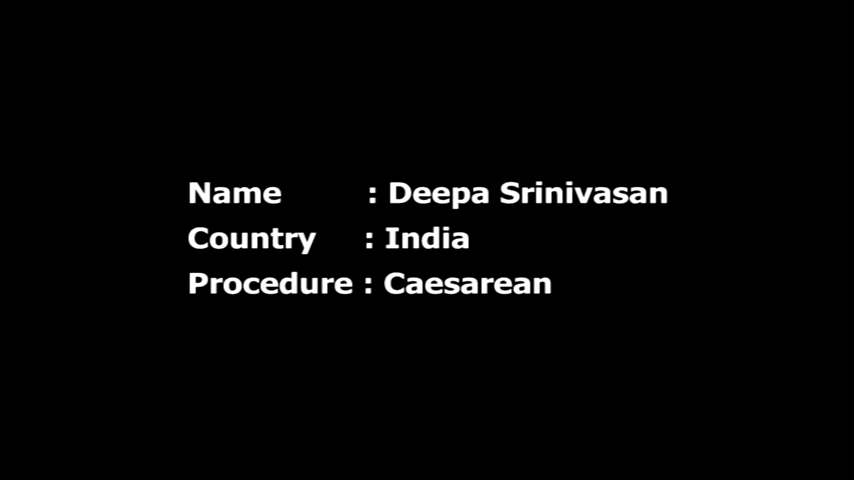 Name : Deepa Srinivasan
Country : India
Procedure : Caesarean